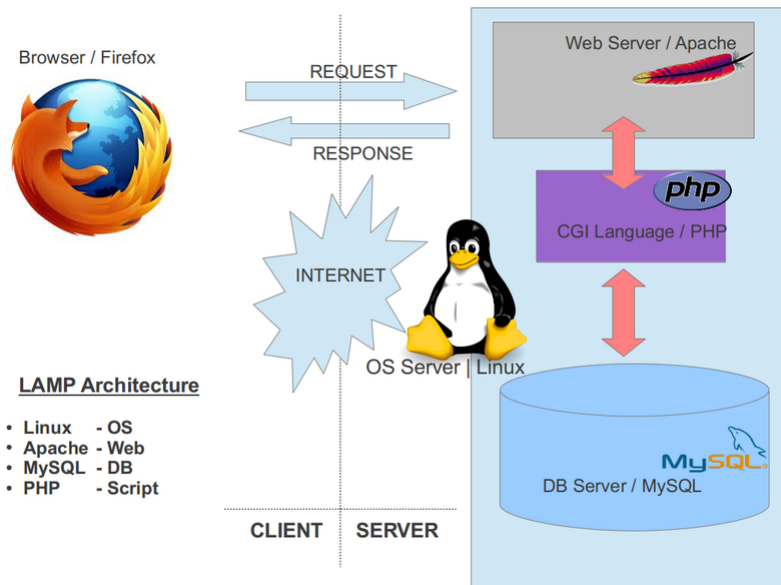 Browser / Firefox
REQUEST
RESPONSE
INTERNET
Web Server / Apache
php
CGI Language / PHP
OS Server | Linux
MySQL®
DB Server / MySQL
LAMP Architecture
• Linux - OS
• Apache - Web
• MySQL - DB
• PHP - Script
CLIENT SERVER